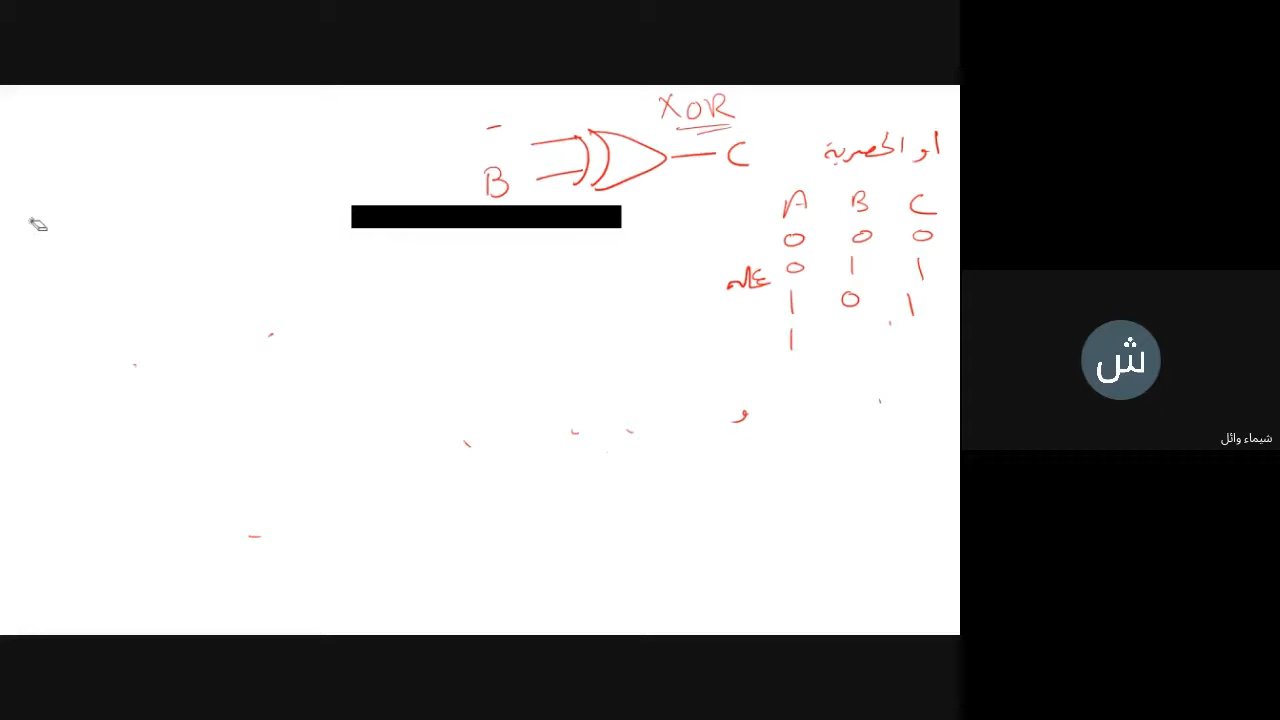 XOR
B C
او الحصرية
A B C
0 0 0
0 1 1
1 0 1
1
و
ش
شيماء وائل